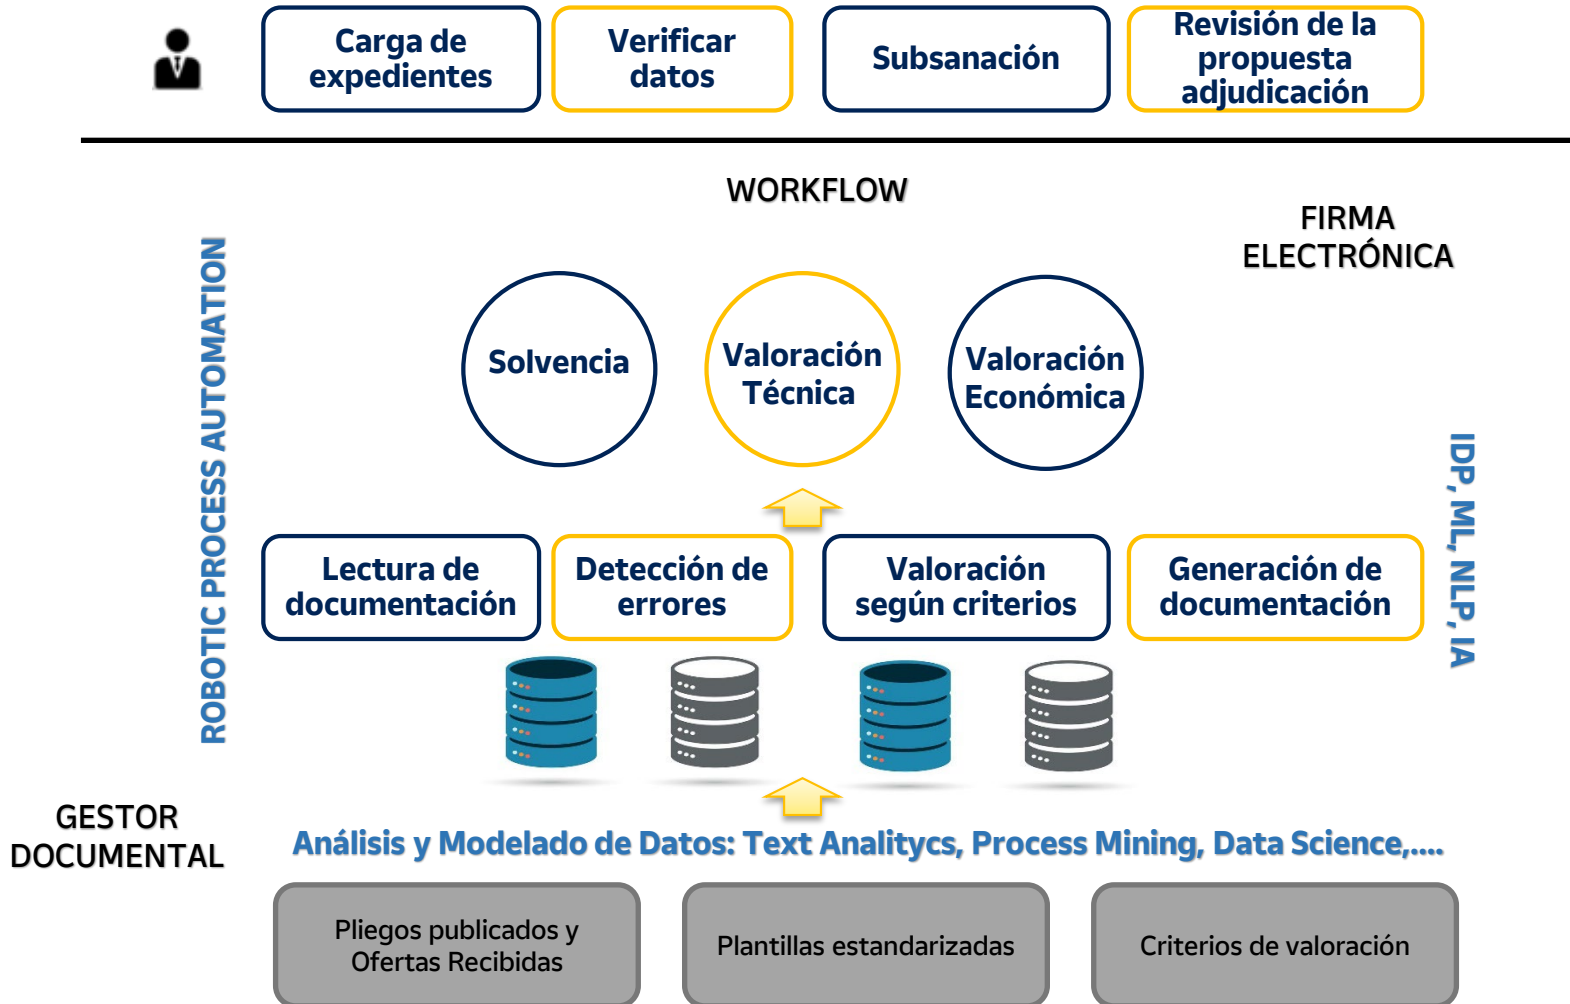 Carga de
expedientes
Verificar
datos
Subsanación
Revisión de la
propuesta
adjudicación
WORKFLOW
FIRMA
ELECTRÓNICA
ROBOTIC PROCESS AUTOMATION
Solvencia
Valoración
Técnica
Valoración
Económica
IDP, ML, NLP, IA
Lectura de
documentación
Detección de
errores
Valoración
según criterios
Generación de
documentación
GESTOR
DOCUMENTAL
Análisis y Modelado de Datos: Text Analitycs, Process Mining, Data Science,....
Pliegos publicados y
Ofertas Recibidas
Plantillas estandarizadas
Criterios de valoración